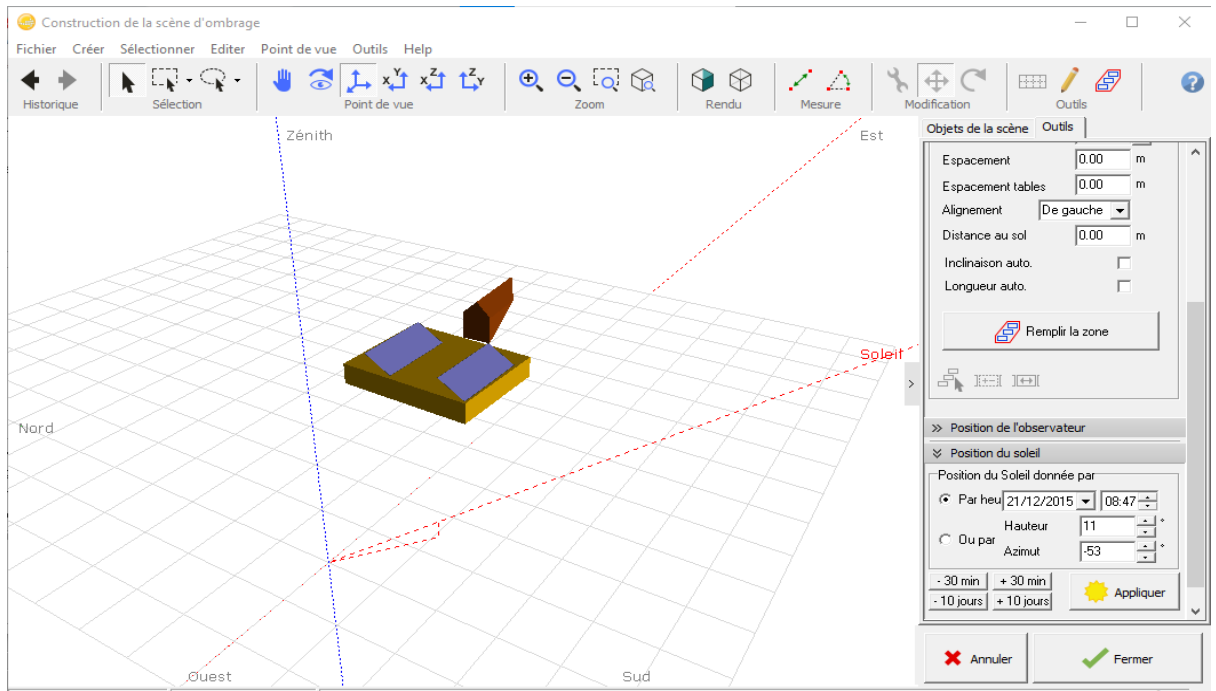 Construction de la scène d'ombrage
Fichier Créer Sélectionner Editer Point de vue Outils Help
Historique Sélection Point de vue Zoom Rendu Mesure Modification Outils
Zénith
Est
Soleil
Nord
Ouest
Sud
Objets de la scène Outils
Espacement 0.00 m
Espacement tables 0.00 m
Alignement De gauche
Distance au sol 0.00 m
Inclinaison auto.
Longueur auto.
Remplir la zone
Position de l'observateur
Position du soleil
Position du Soleil donnée par
Par heu 21/12/2015 08:47
Hauteur 11 °
Ou par
Azimut -53 °
- 30 min + 30 min
- 10 jours + 10 jours
Appliquer
Annuler Fermer